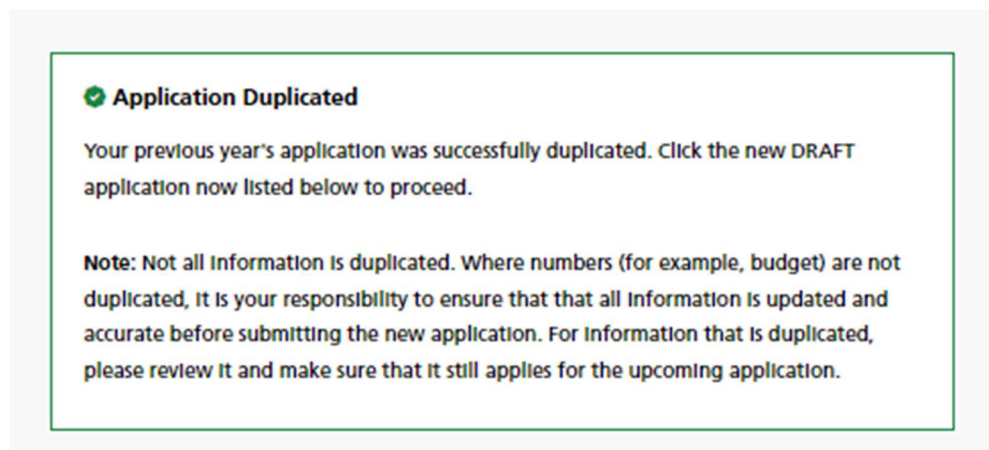 Application Duplicated
Your previous year's application was successfully duplicated. Click the new DRAFT
application now listed below to proceed.
Note: Not all information is duplicated. Where numbers (for example, budget) are not
duplicated, it is your responsibility to ensure that that all information is updated and
accurate before submitting the new application. For information that is duplicated,
please review it and make sure that it still applies for the upcoming application.